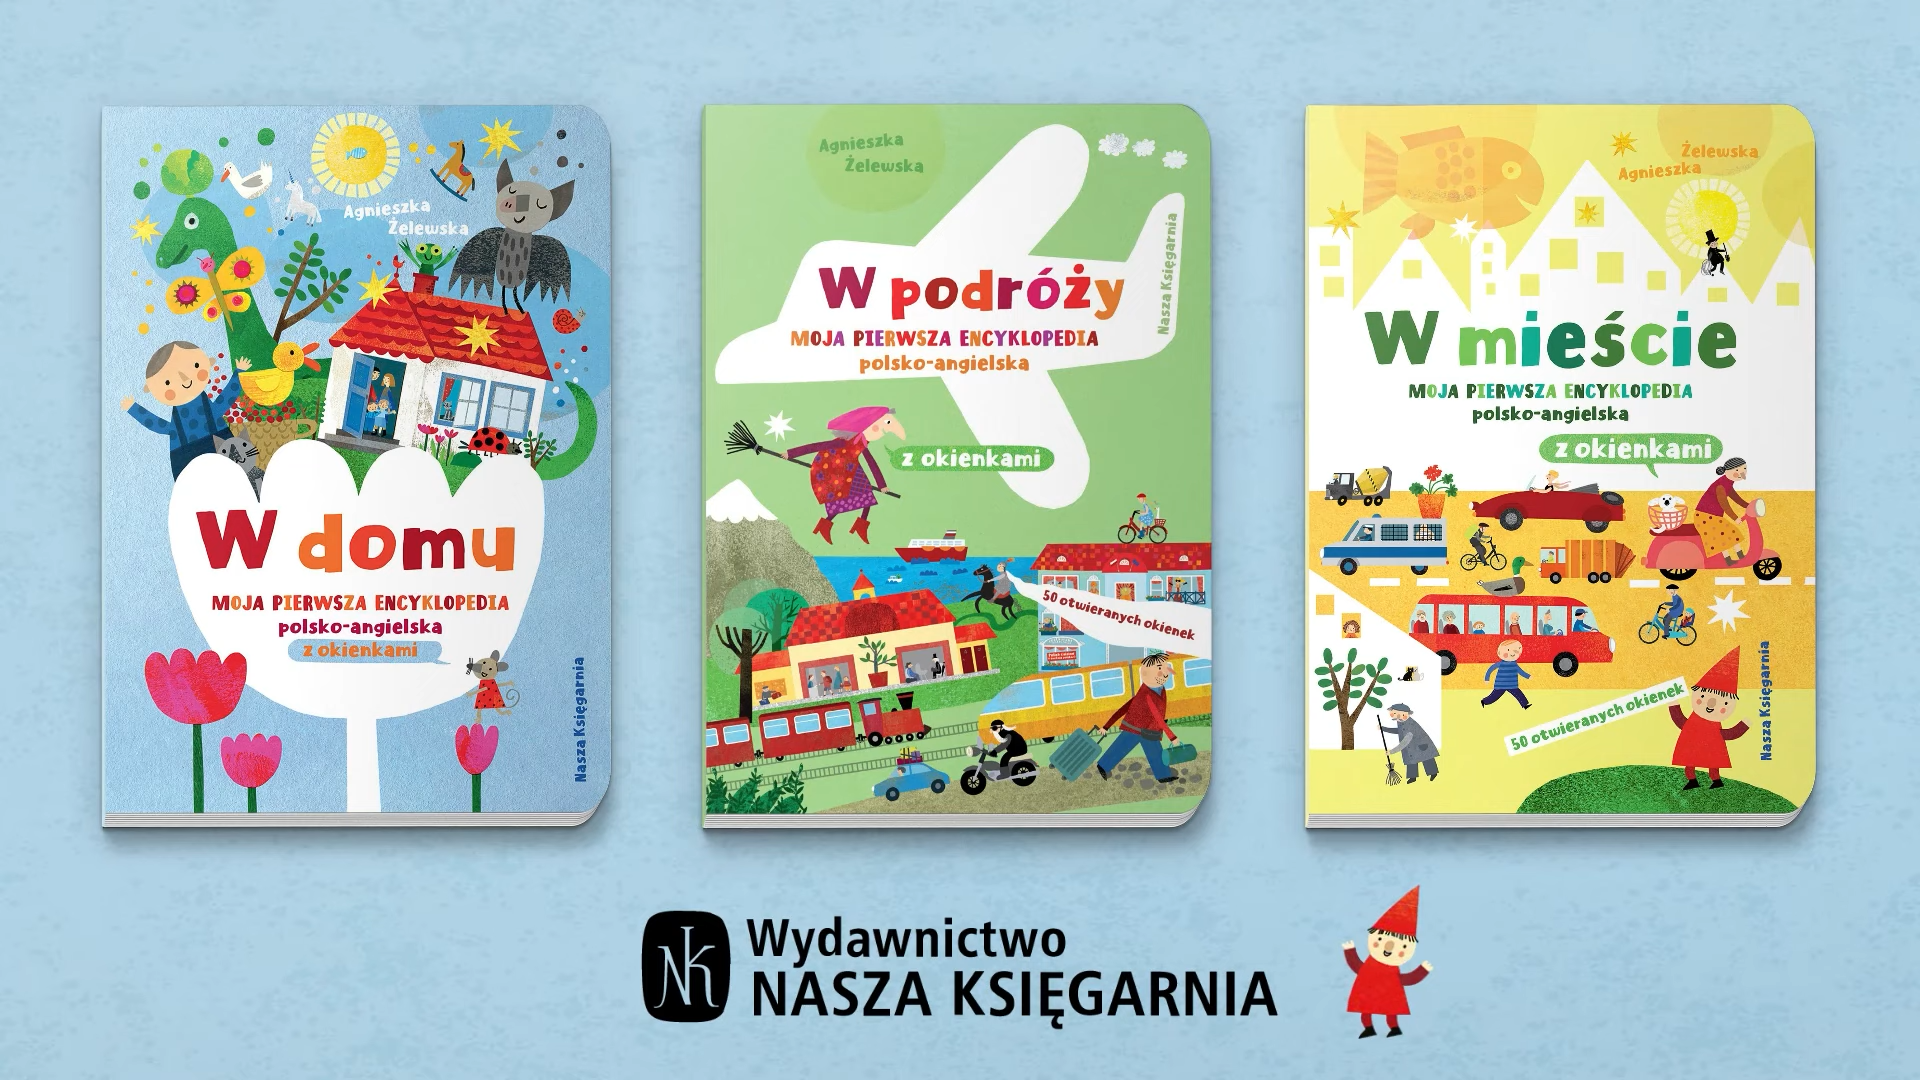 Agnieszka
Żelewska
W domu
MOJA PIERWSZA ENCYKLOPEDIA
polsko-angielska
z okienkami
Nasza Księgarnia
Agnieszka
Żelewska
Nasza Księgarnia
W podróży
MOJA PIERWSZA ENCYKLOPEDIA
polsko-angielska
z okienkami
50 otwieranych okienek
Żelewska
Agnieszka
W mieście
MOJA PIERWSZA ENCYKLOPEDIA
polsko-angielska
z okienkami
50 otwieranych okienek
Nasza Księgarnia
NK
Wydawnictwo
NASZA KSIĘGARNIA